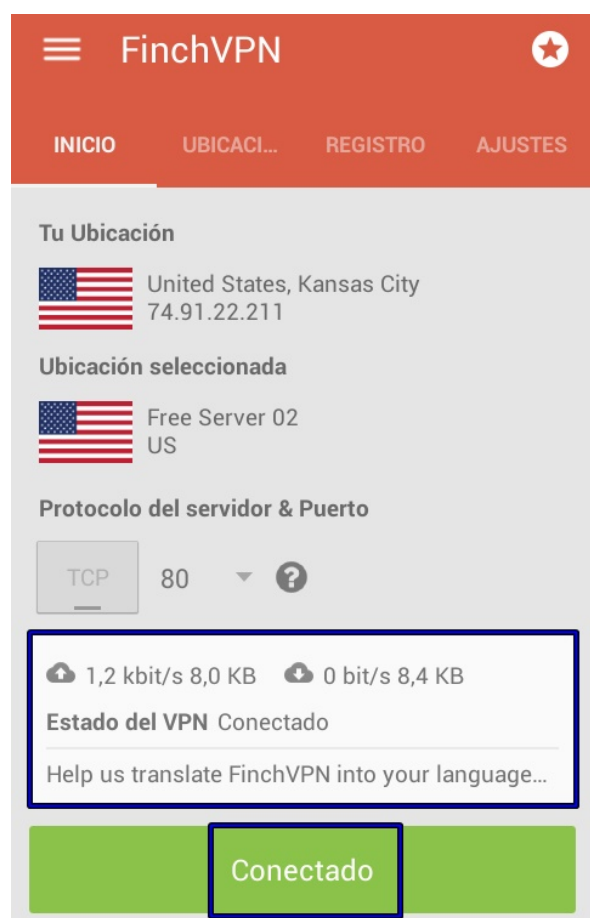 FinchVPN
INICIO UBICACI... REGISTRO AJUSTES
Tu Ubicación
United States, Kansas City
74.91.22.211
Ubicación seleccionada
Free Server 02
US
Protocolo del servidor & Puerto
TCP 80 ?
1,2 kbit/s 8,0 KB 0 bit/s 8,4 KB
Estado del VPN Conectado
Help us translate FinchVPN into your language...
Conectado